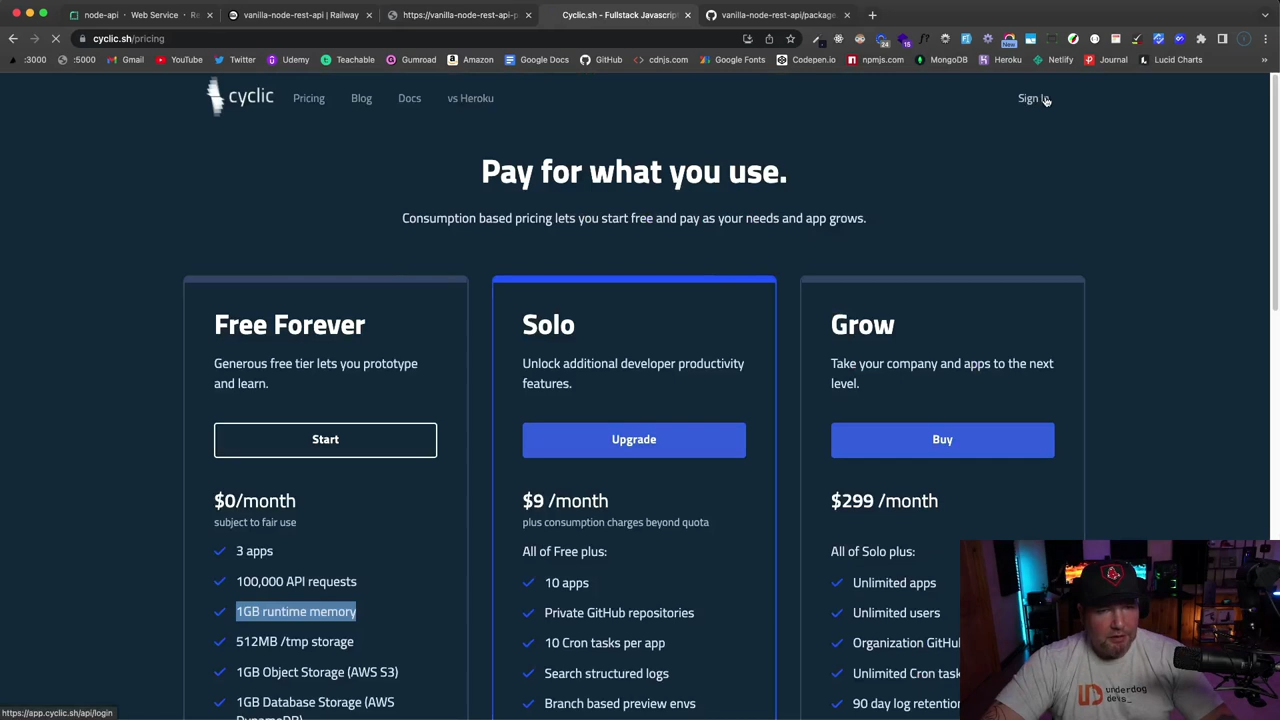 node-api · Web Service · Re
vanilla-node-rest-api | Railway
https://vanilla-node-rest-api-p
Cyclic.sh - Fullstack Javascrip
vanilla-node-rest-api/package
cyclic.sh/pricing
:3000
:5000
Gmail
YouTube
Twitter
Udemy
Teachable
Gumroad
Amazon
Google Docs
GitHub
cdnjs.com
Google Fonts
Codepen.io
npmjs.com
MongoDB
Heroku
Netlify
Journal
Lucid Charts
cyclic
Pricing
Blog
Docs
vs Heroku
Sign In
Pay for what you use.
Consumption based pricing lets you start free and pay as your needs and app grows.
Free Forever
Generous free tier lets you prototype
and learn.
Start
$0/month
subject to fair use
3 apps
100,000 API requests
1GB runtime memory
512MB /tmp storage
1GB Object Storage (AWS S3)
1GB Database Storage (AWS
Solo
Unlock additional developer productivity
features.
Upgrade
$9 /month
plus consumption charges beyond quota
All of Free plus:
10 apps
Private GitHub repositories
10 Cron tasks per app
Search structured logs
Branch based preview envs
Grow
Take your company and apps to the next
level.
Buy
$299 /month
All of Solo plus:
Unlimited apps
Unlimited users
Organization GitHu
Unlimited Cron task
90 day log retention
underdog
devs_
https://app.cyclic.sh/api/login